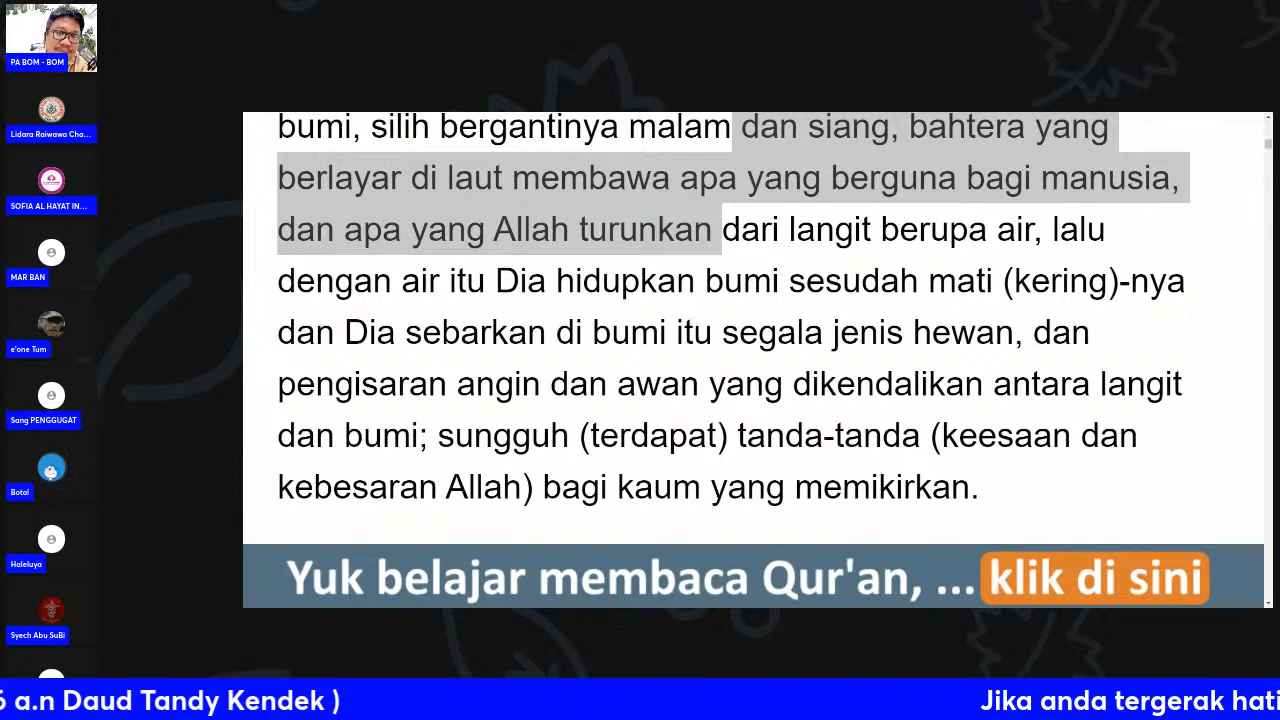 PA BOM - BOM
Lidara Raiwawa Cha...
SOFIA AL HAYAT IN...
MAR BAN
e'one Tum
Sang PENGGUGAT
Botol
Haleluya
Syech Abu SuBi
bumi, silih bergantinya malam dan siang, bahtera yang
berlayar di laut membawa apa yang berguna bagi manusia,
dan apa yang Allah turunkan dari langit berupa air, lalu
dengan air itu Dia hidupkan bumi sesudah mati (kering)-nya
dan Dia sebarkan di bumi itu segala jenis hewan, dan
pengisaran angin dan awan yang dikendalikan antara langit
dan bumi; sungguh (terdapat) tanda-tanda (keesaan dan
kebesaran Allah) bagi kaum yang memikirkan.
Yuk belajar membaca Qur'an, ... klik di sini
6 a.n Daud Tandy Kendek ) Jika anda tergerak hati